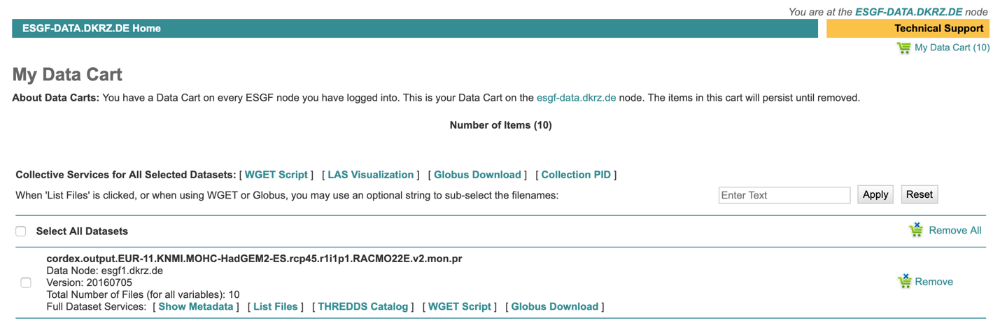 You are at the ESGF-DATA.DKRZ.DE node
ESGF-DATA.DKRZ.DE Home
Technical Support
My Data Cart (10)
My Data Cart
About Data Carts: You have a Data Cart on every ESGF node you have logged into. This is your Data Cart on the esgf-data.dkrz.de node. The items in this cart will persist until removed.
Number of Items (10)
Collective Services for All Selected Datasets: [ WGET Script ] [ LAS Visualization ] [ Globus Download ] [ Collection PID ]
When 'List Files' is clicked, or when using WGET or Globus, you may use an optional string to sub-select the filenames: Enter Text Apply Reset
Select All Datasets Remove All
cordex.output.EUR-11.KNMI.MOHC-HadGEM2-ES.rcp45.r1i1p1.RACMO22E.v2.mon.pr
Data Node: esgf1.dkrz.de
Version: 20160705 Remove
Total Number of Files (for all variables): 10
Full Dataset Services: [ Show Metadata ] [ List Files ] [ THREDDS Catalog ] [ WGET Script ] [ Globus Download ]